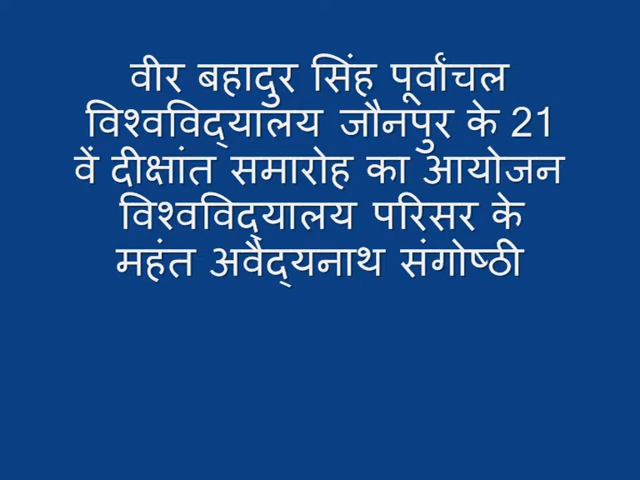 वीर बहादुर सिंह पूर्वांचल
विश्वविद्यालय जौनपुर के 21
वें दीक्षांत समारोह का आयोजन
विश्वविद्यालय परिसर के
महंत अवैद्यनाथ संगोष्ठी